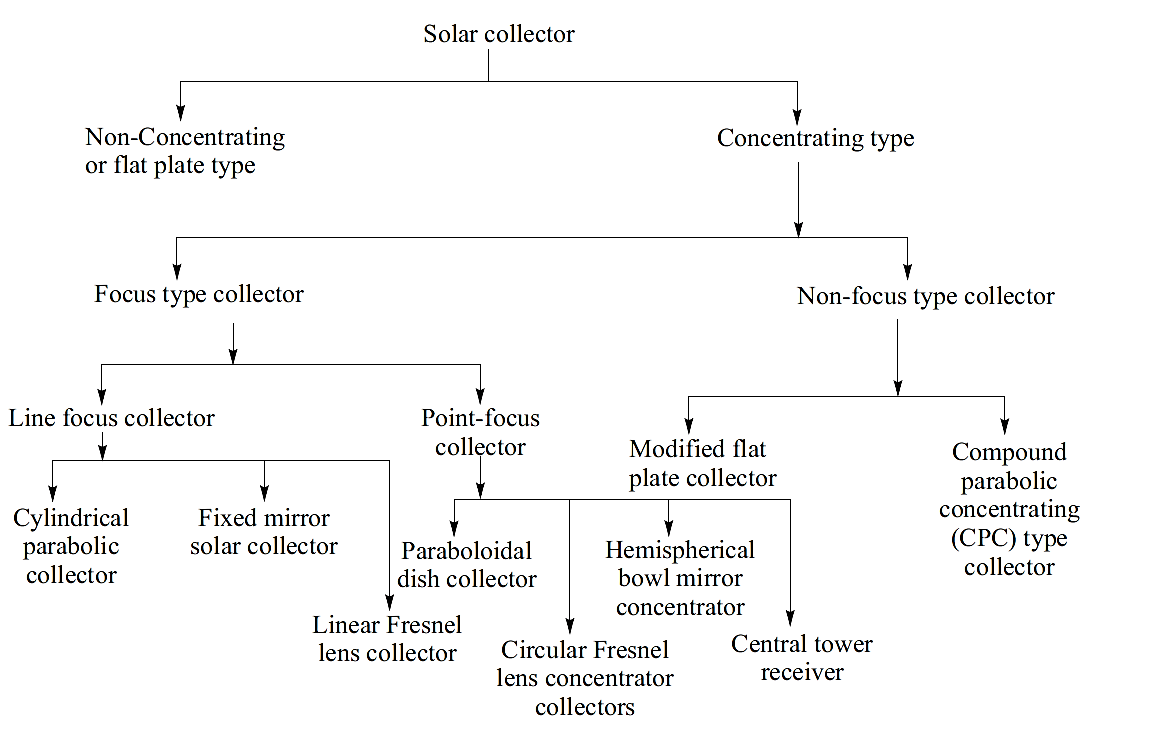 Solar collector
Non-Concentrating
or flat plate type
Concentrating type
Focus type collector
Non-focus type collector
Line focus collector
Point-focus
collector
Modified flat
plate collector
Compound
parabolic
concentrating
(CPC) type
collector
Cylindrical
parabolic
collector
Fixed mirror
solar collector
Linear Fresnel
lens collector
Paraboloidal
dish collector
Circular Fresnel
lens concentrator
collectors
Hemispherical
bowl mirror
concentrator
Central tower
receiver